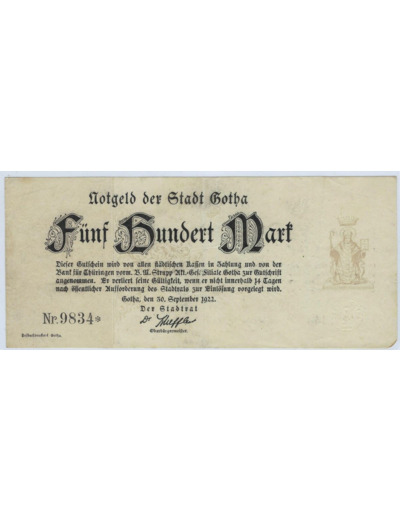 Notgeld der Stadt Gotha
Fünf Hundert Mark
Dieser Gutschein wird von allen städtischen Kassen in Zahlung und von der
Bank für Thüringen vorm. B. M. Strupp Akt.-Ges. Filiale Gotha zur Gutschrift
angenommen. Er verliert seine Gültigkeit, wenn er nicht innerhalb 14 Tagen
nach öffentlicher Aufforderung des Stadtrats zur Einlösung vorgelegt wird.
Gotha, den 30. September 1922.
Der Stadtrat
Nr. 9834*
Dr.
Oberbürgermeister